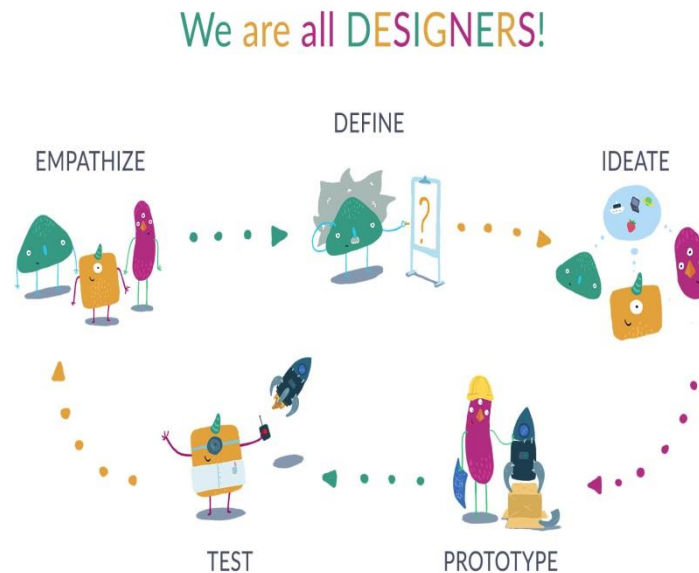 We are all DESIGNERS!
DEFINE
EMPATHIZE
IDEATE
?
TEST
PROTOTYPE